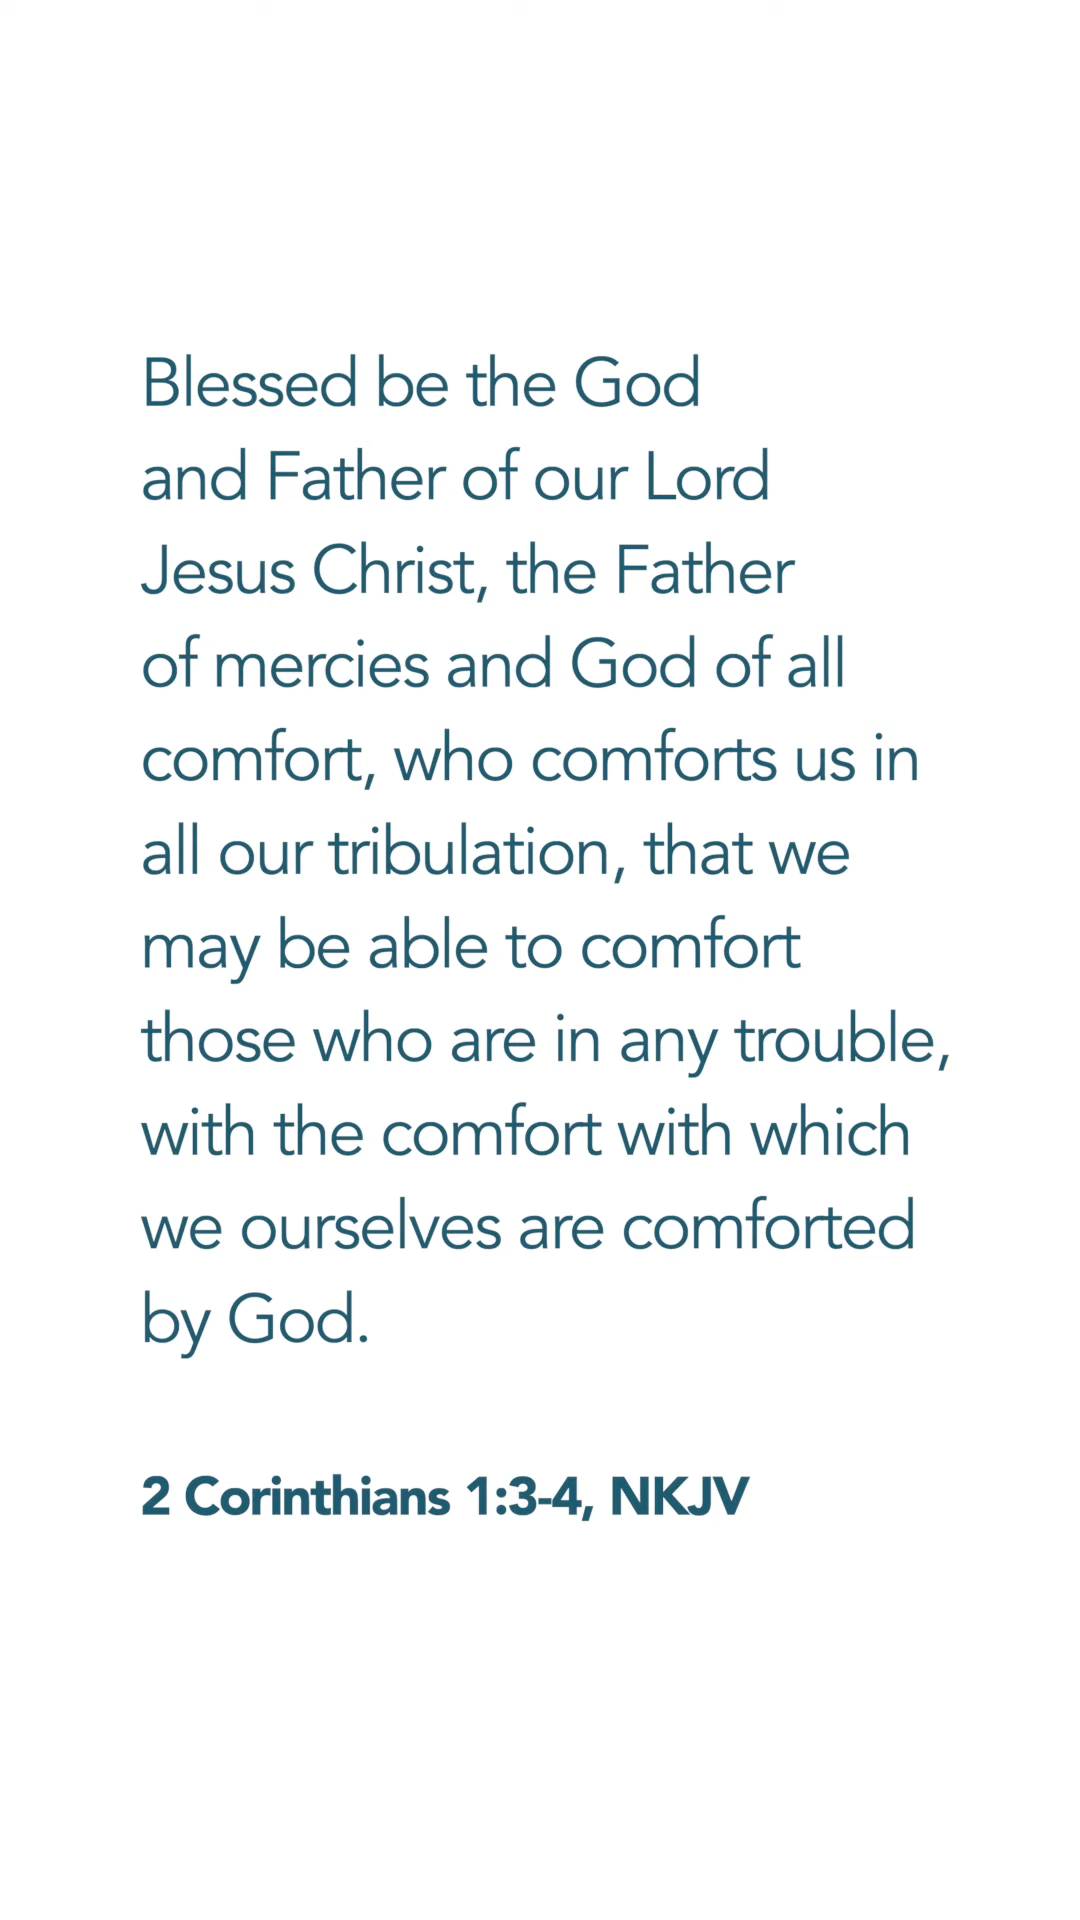 Blessed be the God
and Father of our Lord
Jesus Christ, the Father
of mercies and God of all
comfort, who comforts us in
all our tribulation, that we
may be able to comfort
those who are in any trouble,
with the comfort with which
we ourselves are comforted
by God.
2 Corinthians 1:3-4, NKJV